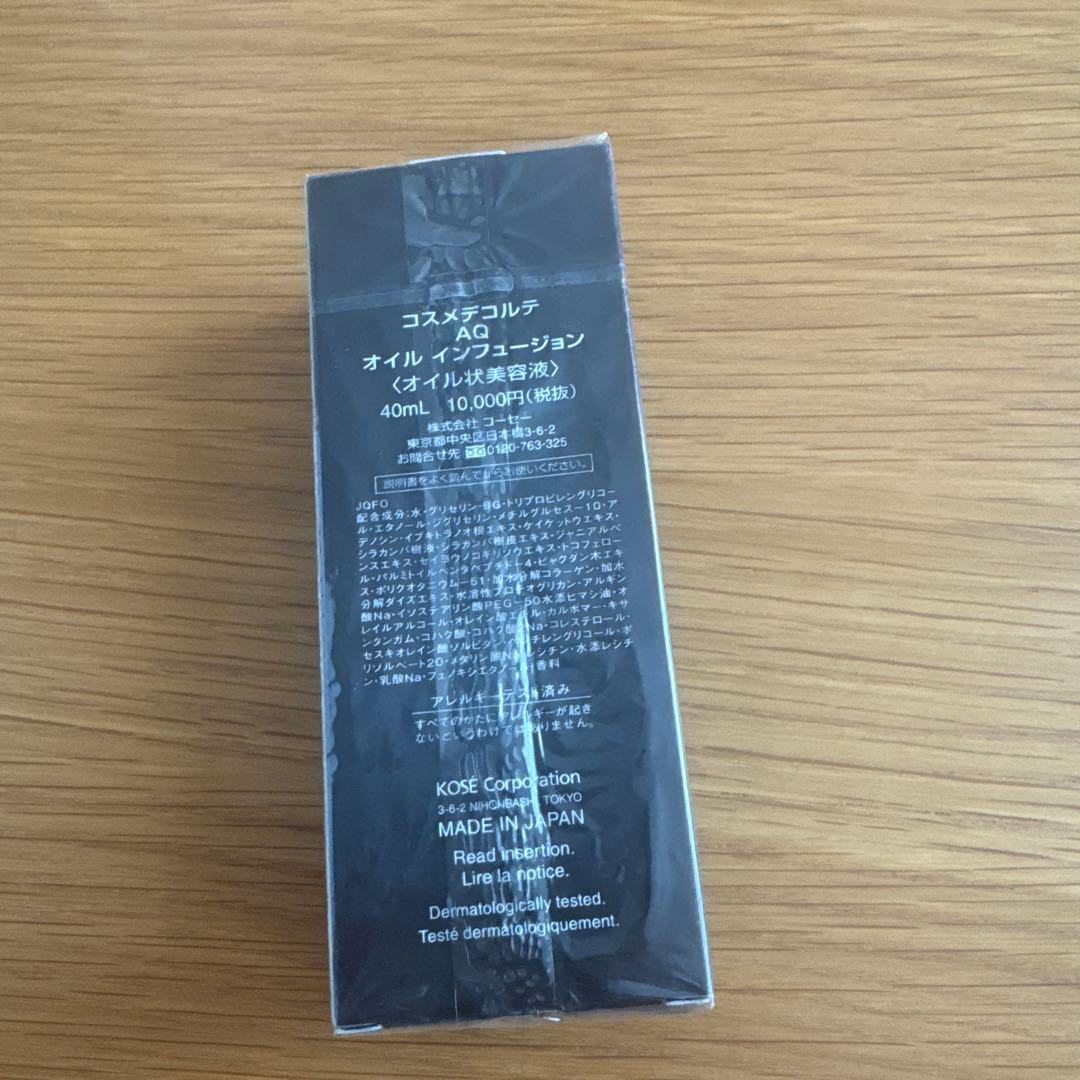 コスメデコルテ
AQ
オイル インフュージョン
〈オイル状美容液〉
40mL 10,000円(税抜)
株式会社 コーセー
東京都中央区日本橋3-6-2
お問合せ先 0120-763-325
説明書をよく読んでからお使いください。
JQFO
配合成分:水・グリセリン・BG・トリプロピレングリコー
ル・エタノール・ジグリセリン・メチルグルセス-10・ア
デノシン・イブキトラノオ根エキス・ケイケットウエキス・
シラカンバ樹液・シラカンバ樹皮エキス・ジャニアルベ
ンスエキス・セイヨウノコギリソウエキス・トコフェロー
ル・パルミトイルペンタペプチド-4・ビャクダン木エキ
ス・ポリクオタニウム-51・加水分解コラーゲン・加水
分解ダイズエキス・水溶性プロテオグリカン・アルギン
酸Na・イソステアリン酸PEG-50水添ヒマシ油・オ
レイルアルコール・オレイン酸エチル・カルボマー・キサ
ンタンガム・コハク酸・コハク酸2Na・コレステロール・
セスキオレイン酸ソルビタン・ペンチレングリコール・ポ
リソルベート20・メタリン酸Na・レシチン・水添レシチ
ン・乳酸Na・フェノキシエタノール・香料
アレルギーテスト済み
すべてのかたにアレルギーが起き
ないというわけではありません。
KOSÉ Corporation
3-6-2 NIHONBASHI, TOKYO
MADE IN JAPAN
Read insertion.
Lire la notice.
Dermatologically tested.
Testé dermatologiquement.